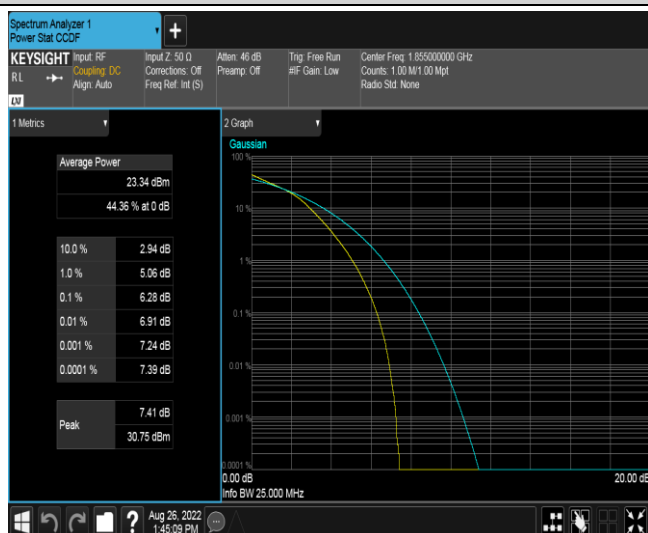 Spectrum Analyzer 1
Power Stat CCDF
KEYSIGHT
RL
LXI
Input: RF
Coupling: DC
Align: Auto
Input Z: 50 Ω
Corrections: Off
Freq Ref: Int (S)
Atten: 46 dB
Preamp: Off
Trig: Free Run
#IF Gain: Low
Center Freq: 1.855000000 GHz
Counts: 1.00 M/1.00 Mpt
Radio Std: None
1 Metrics
Average Power
23.34 dBm
44.36 % at 0 dB
10.0 % 2.94 dB
1.0 % 5.06 dB
0.1 % 6.28 dB
0.01 % 6.91 dB
0.001 % 7.24 dB
0.0001 % 7.39 dB
Peak
7.41 dB
30.75 dBm
2 Graph
Gaussian
100 %
10 %
1 %
0.1 %
0.01 %
0.001 %
0.0001 %
0.00 dB 20.00 dB
Info BW 25.000 MHz
? Aug 26, 2022
1:45:09 PM